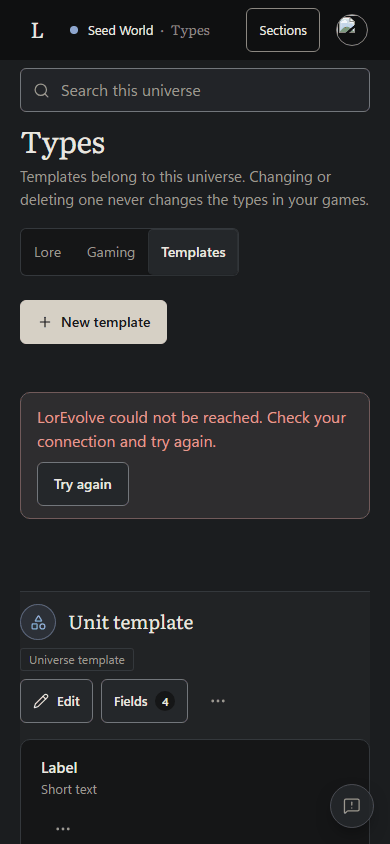 L
Seed World · Types
Sections
Search this universe
Types
Templates belong to this universe. Changing or
deleting one never changes the types in your games.
Lore
Gaming
Templates
+ New template
LorEvolve could not be reached. Check your
connection and try again.
Try again
Unit template
Universe template
Edit
Fields 4
Label
Short text